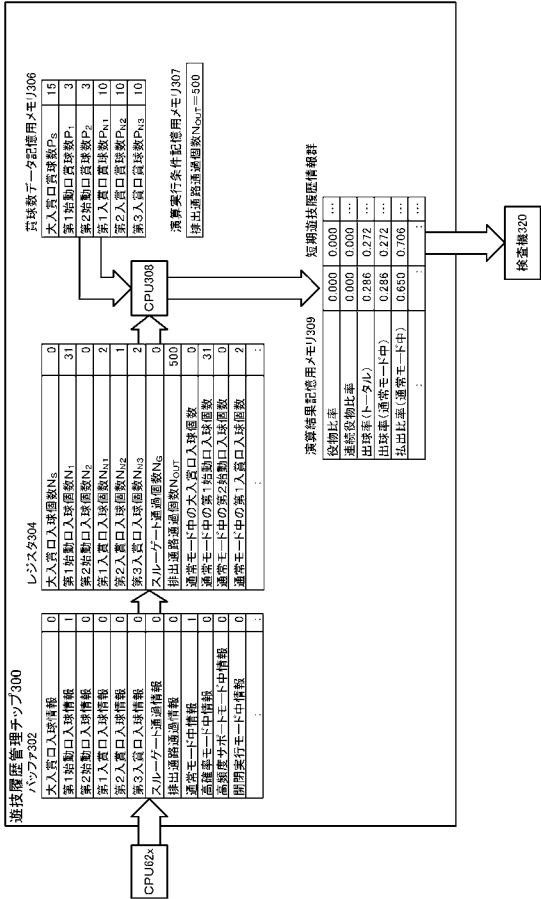 遊技履歴管理チップ300
バッファ302
大入賞口入球情報 0
第1始動口入球情報 1
第2始動口入球情報 0
第1入賞口入球情報 0
第2入賞口入球情報 0
第3入賞口入球情報 0
スルーゲート通過情報 0
排出通路通過情報 0
通常モード中情報 1
高確率モード中情報 0
高頻度サポートモード中情報 0
開閉実行モード中情報 0
: :
CPU62x
レジスタ304
大入賞口入球個数NS 0
第1始動口入球個数N1 31
第2始動口入球個数N2 0
第1入賞口入球個数NN1 2
第2入賞口入球個数NN2 1
第3入賞口入球個数NN3 2
スルーゲート通過個数NG 0
排出通路通過個数NOUT 500
通常モード中の大入賞口入球個数 0
通常モード中の第1始動口入球個数 31
通常モード中の第2始動口入球個数 0
通常モード中の第1入賞口入球個数 2
: :
賞球数データ記憶用メモリ306
大入賞口賞球数PS 15
第1始動口賞球数P1 3
第2始動口賞球数P2 3
第1入賞口賞球数PN1 10
第2入賞口賞球数PN2 10
第3入賞口賞球数PN3 10
演算実行条件記憶用メモリ307
排出通路通過個数NOUT=500
CPU308
演算結果記憶用メモリ309 短期遊技履歴情報群
役物比率 0.000 0.000 …
連続役物比率 0.000 0.000 …
出球率(トータル) 0.286 0.272 …
出球率(通常モード中) 0.286 0.272 …
払出比率(通常モード中) 0.650 0.706 …
: : :
検査機320